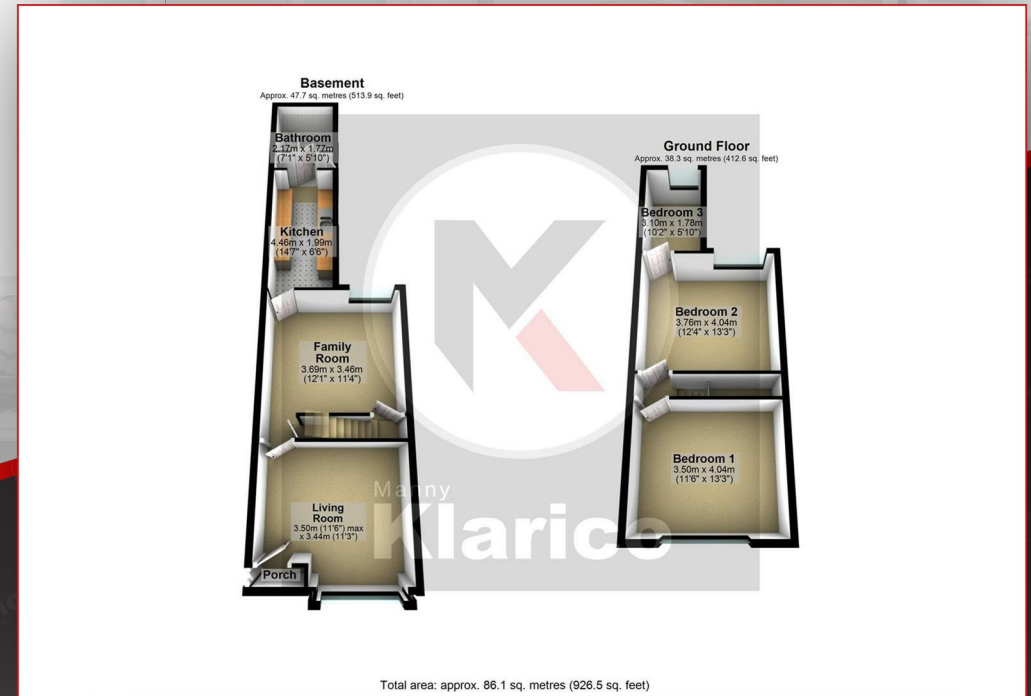 Basement
Approx. 47.7 sq. metres (513.9 sq. feet)
Bathroom
2.17m x 1.77m
(7'1" x 5'10")
Kitchen
4.46m x 1.99m
(14'7" x 6'6")
Family
Room
3.69m x 3.46m
(12'1" x 11'4")
Living
Room
3.50m (11'6") max
x 3.44m (11'3")
Porch
Ground Floor
Approx. 38.3 sq. metres (412.6 sq. feet)
Bedroom 3
3.10m x 1.78m
(10'2" x 5'10")
Bedroom 2
3.76m x 4.04m
(12'4" x 13'3")
Bedroom 1
3.50m x 4.04m
(11'6" x 13'3")
Manny
Klarico
Total area: approx. 86.1 sq. metres (926.5 sq. feet)